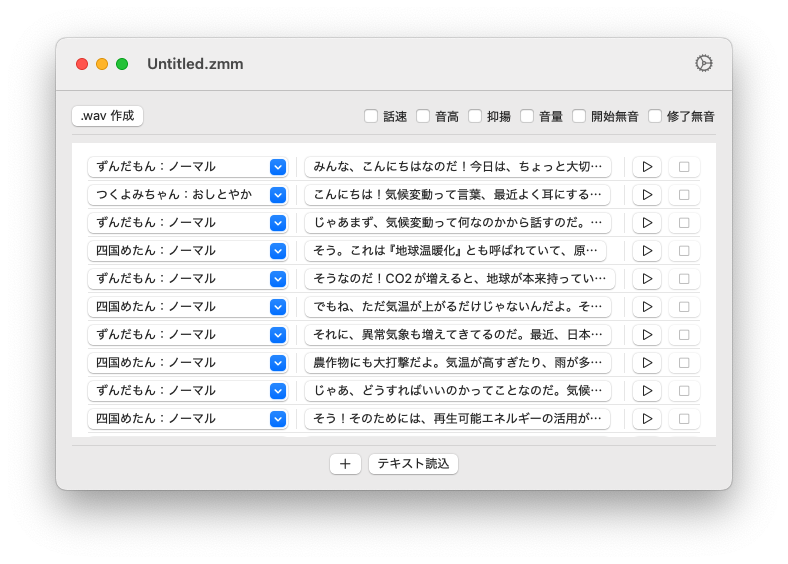 Untitled.zmm
.wav 作成 話速 音高 抑揚 音量 開始無音 修了無音
ずんだもん：ノーマル みんな、こんにちはなのだ！今日は、ちょっと大切…
つくよみちゃん：おしとやか こんにちは！気候変動って言葉、最近よく耳にする…
ずんだもん：ノーマル じゃあまず、気候変動って何なのかから話すのだ。…
四国めたん：ノーマル そう。これは『地球温暖化』とも呼ばれていて、原…
ずんだもん：ノーマル そうなのだ！CO2が増えると、地球が本来持ってい…
四国めたん：ノーマル でもね、ただ気温が上がるだけじゃないんだよ。そ…
ずんだもん：ノーマル それに、異常気象も増えてきてるのだ。最近、日本…
四国めたん：ノーマル 農作物にも大打撃だよ。気温が高すぎたり、雨が多…
ずんだもん：ノーマル じゃあ、どうすればいいのかってことなのだ。気候…
四国めたん：ノーマル そう！そのためには、再生可能エネルギーの活用が…
＋ テキスト読込